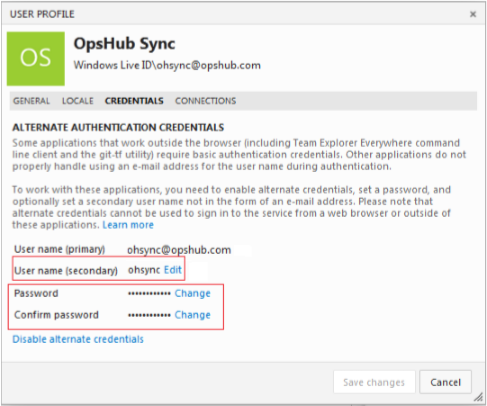 USER PROFILE
OS
OpsHub Sync
Windows Live ID\ohsync@opshub.com
GENERAL LOCALE CREDENTIALS CONNECTIONS
ALTERNATE AUTHENTICATION CREDENTIALS
Some applications that work outside the browser (including Team Explorer Everywhere command
line client and the git-tf utility) require basic authentication credentials. Other applications do not
properly handle using an e-mail address for the user name during authentication.
To work with these applications, you need to enable alternate credentials, set a password, and
optionally set a secondary user name not in the form of an e-mail address. Please note that
alternate credentials cannot be used to sign in to the service from a web browser or outside of
these applications. Learn more
User name (primary) ohsync@opshub.com
User name (secondary) ohsync Edit
Password •••••••••••• Change
Confirm password •••••••••••• Change
Disable alternate credentials
Save changes Cancel